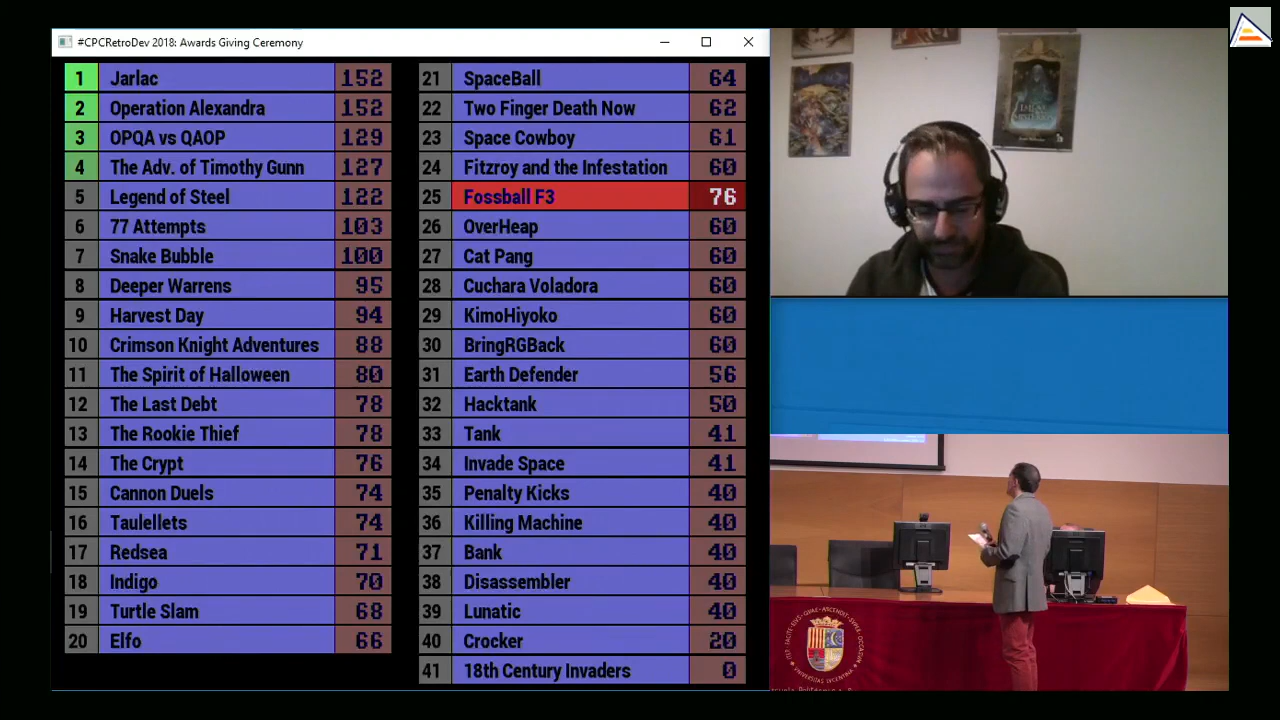 #CPCRetroDev 2018: Awards Giving Ceremony
1 Jarlac 152
2 Operation Alexandra 152
3 OPQA vs QAOP 129
4 The Adv. of Timothy Gunn 127
5 Legend of Steel 122
6 77 Attempts 103
7 Snake Bubble 100
8 Deeper Warrens 95
9 Harvest Day 94
10 Crimson Knight Adventures 88
11 The Spirit of Halloween 80
12 The Last Debt 78
13 The Rookie Thief 78
14 The Crypt 76
15 Cannon Duels 74
16 Taulellets 74
17 Redsea 71
18 Indigo 70
19 Turtle Slam 68
20 Elfo 66
21 SpaceBall 64
22 Two Finger Death Now 62
23 Space Cowboy 61
24 Fitzroy and the Infestation 60
25 Fossball F3 76
26 OverHeap 60
27 Cat Pang 60
28 Cuchara Voladora 60
29 KimoHiyoko 60
30 BringRGBack 60
31 Earth Defender 56
32 Hacktank 50
33 Tank 41
34 Invade Space 41
35 Penalty Kicks 40
36 Killing Machine 40
37 Bank 40
38 Disassembler 40
39 Lunatic 40
40 Crocker 20
41 18th Century Invaders 0